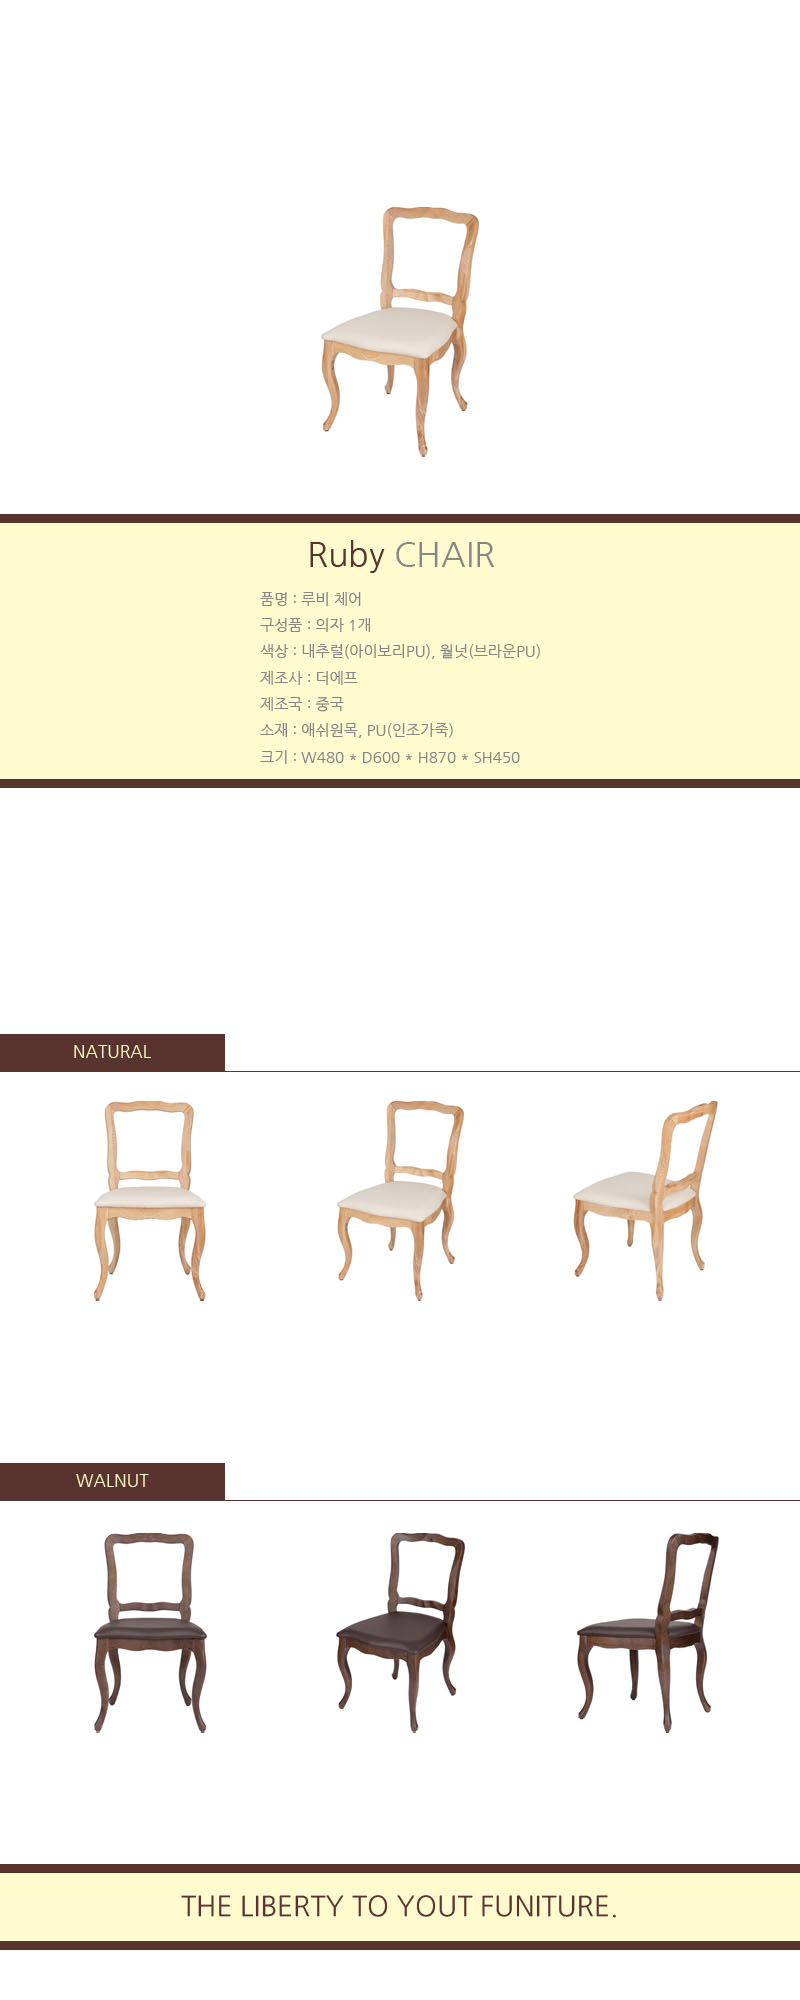 Ruby CHAIR
품명 : 루비 체어
구성품 : 의자 1개
색상 : 내추럴(아이보리PU), 월넛(브라운PU)
제조사 : 더에프
제조국 : 중국
소재 : 애쉬원목, PU(인조가죽)
크기 : W480 * D600 * H870 * SH450
NATURAL
WALNUT
THE LIBERTY TO YOUT FUNITURE.